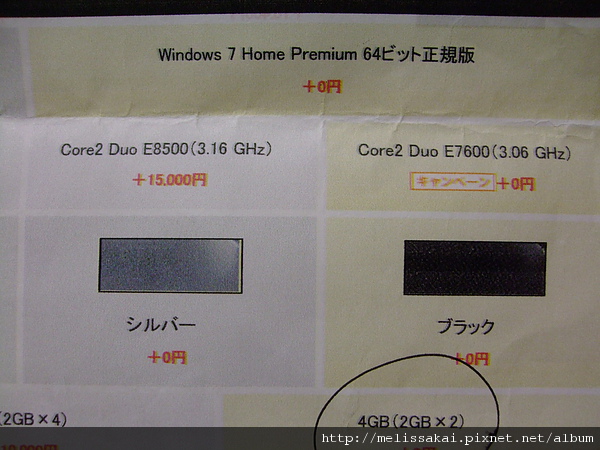 Windows 7 Home Premium 64ビット正規版
+0円
Core2 Duo E8500(3.16 GHz)
+15,000円
Core2 Duo E7600(3.06 GHz)
キャンペーン +0円
シルバー
+0円
ブラック
+0円
(2GB×4)
4GB(2GB×2)
http://melissakai.pixnet.net/album